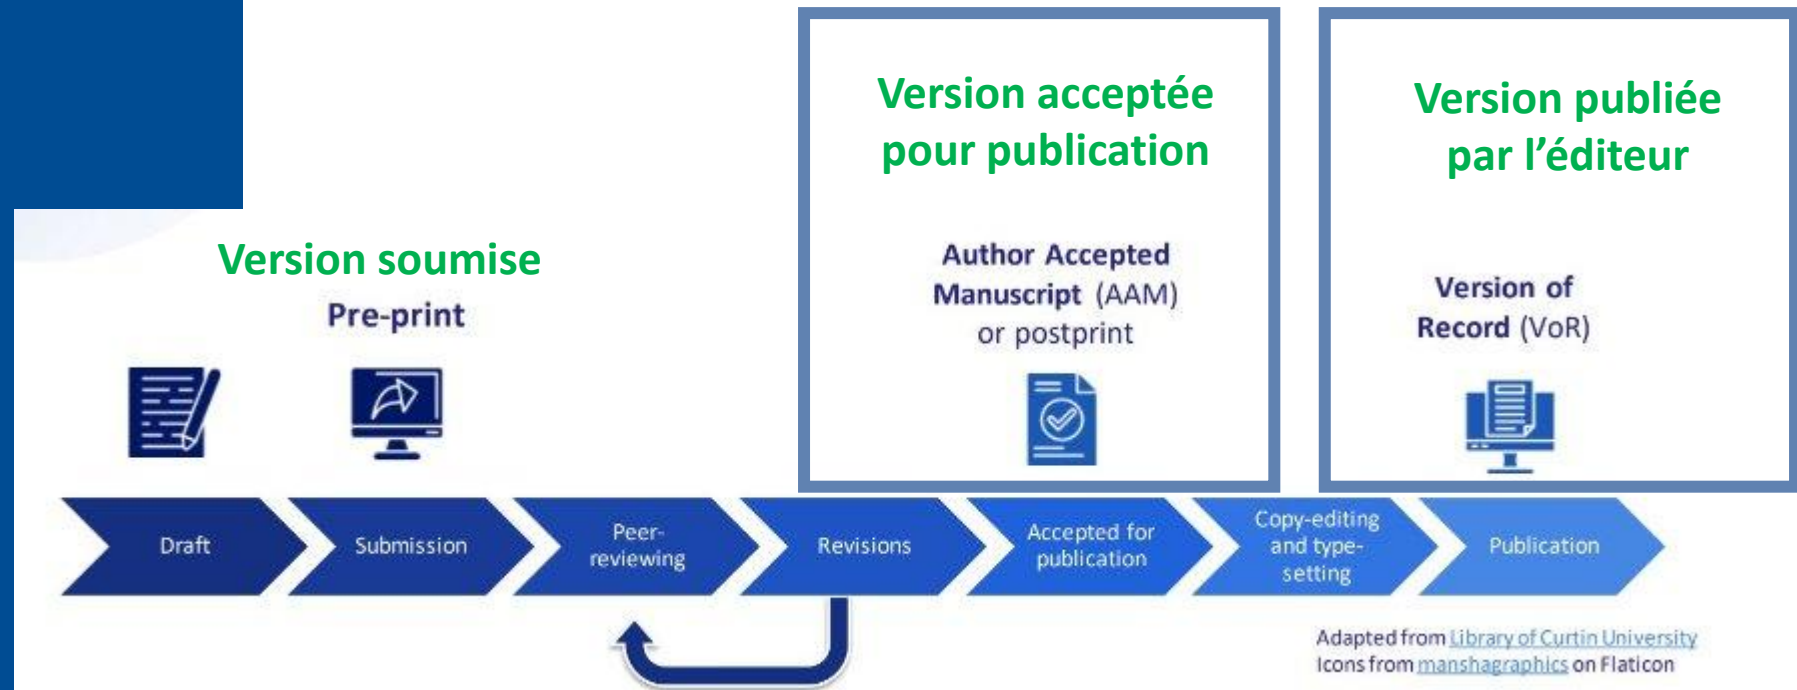 Version soumise
Pre-print
Version acceptée
pour publication
Author Accepted
Manuscript (AAM)
or postprint
Version publiée
par l’éditeur
Version of
Record (VoR)
Draft
Submission
Peer-
reviewing
Revisions
Accepted for
publication
Copy-editing
and type-
setting
Publication
Adapted from Library of Curtin University
Icons from manshagraphics on Flaticon